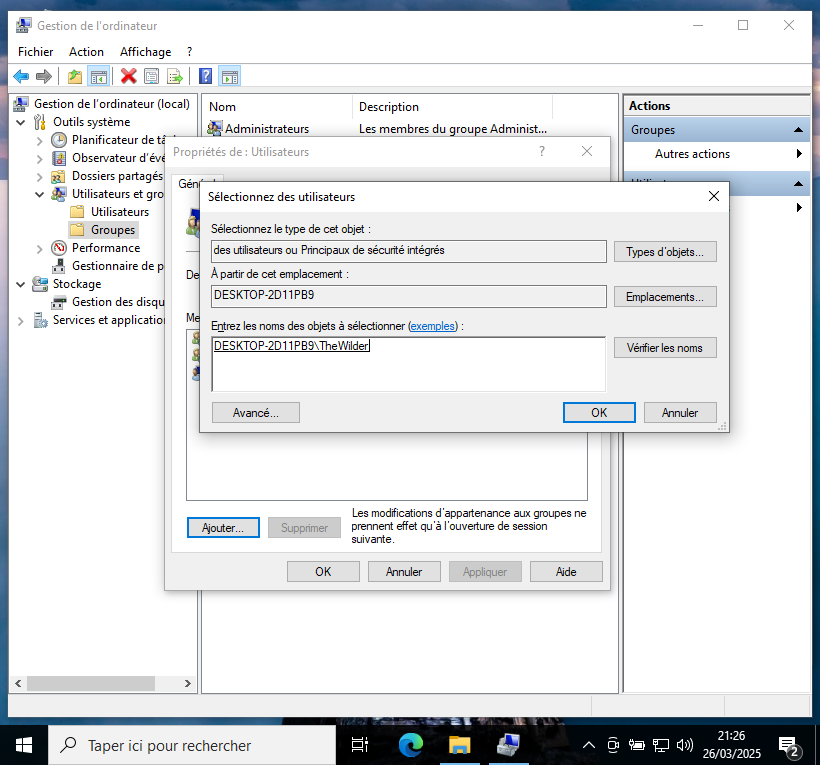 Gestion de l'ordinateur
Fichier Action Affichage ?
Gestion de l'ordinateur (local)
Outils système
Planificateur de tâ
Observateur d'évé
Dossiers partagés
Utilisateurs et gro
Utilisateurs
Groupes
Performance
Gestionnaire de p
Stockage
Gestion des disqu
Services et application
Nom Description
Administrateurs Les membres du groupe Administ...
Actions
Groupes
Autres actions
Propriétés de : Utilisateurs ?
Général
Sélectionnez des utilisateurs
Sélectionnez le type de cet objet :
des utilisateurs ou Principaux de sécurité intégrés Types d'objets...
À partir de cet emplacement :
DESKTOP-2D11PB9 Emplacements...
Entrez les noms des objets à sélectionner (exemples) :
DESKTOP-2D11PB9\TheWilder Vérifier les noms
Avancé... OK Annuler
De
Me
Ajouter... Supprimer
Les modifications d'appartenance aux groupes ne
prennent effet qu'à l'ouverture de session
suivante.
OK Annuler Appliquer Aide
Taper ici pour rechercher
21:26
26/03/2025
2